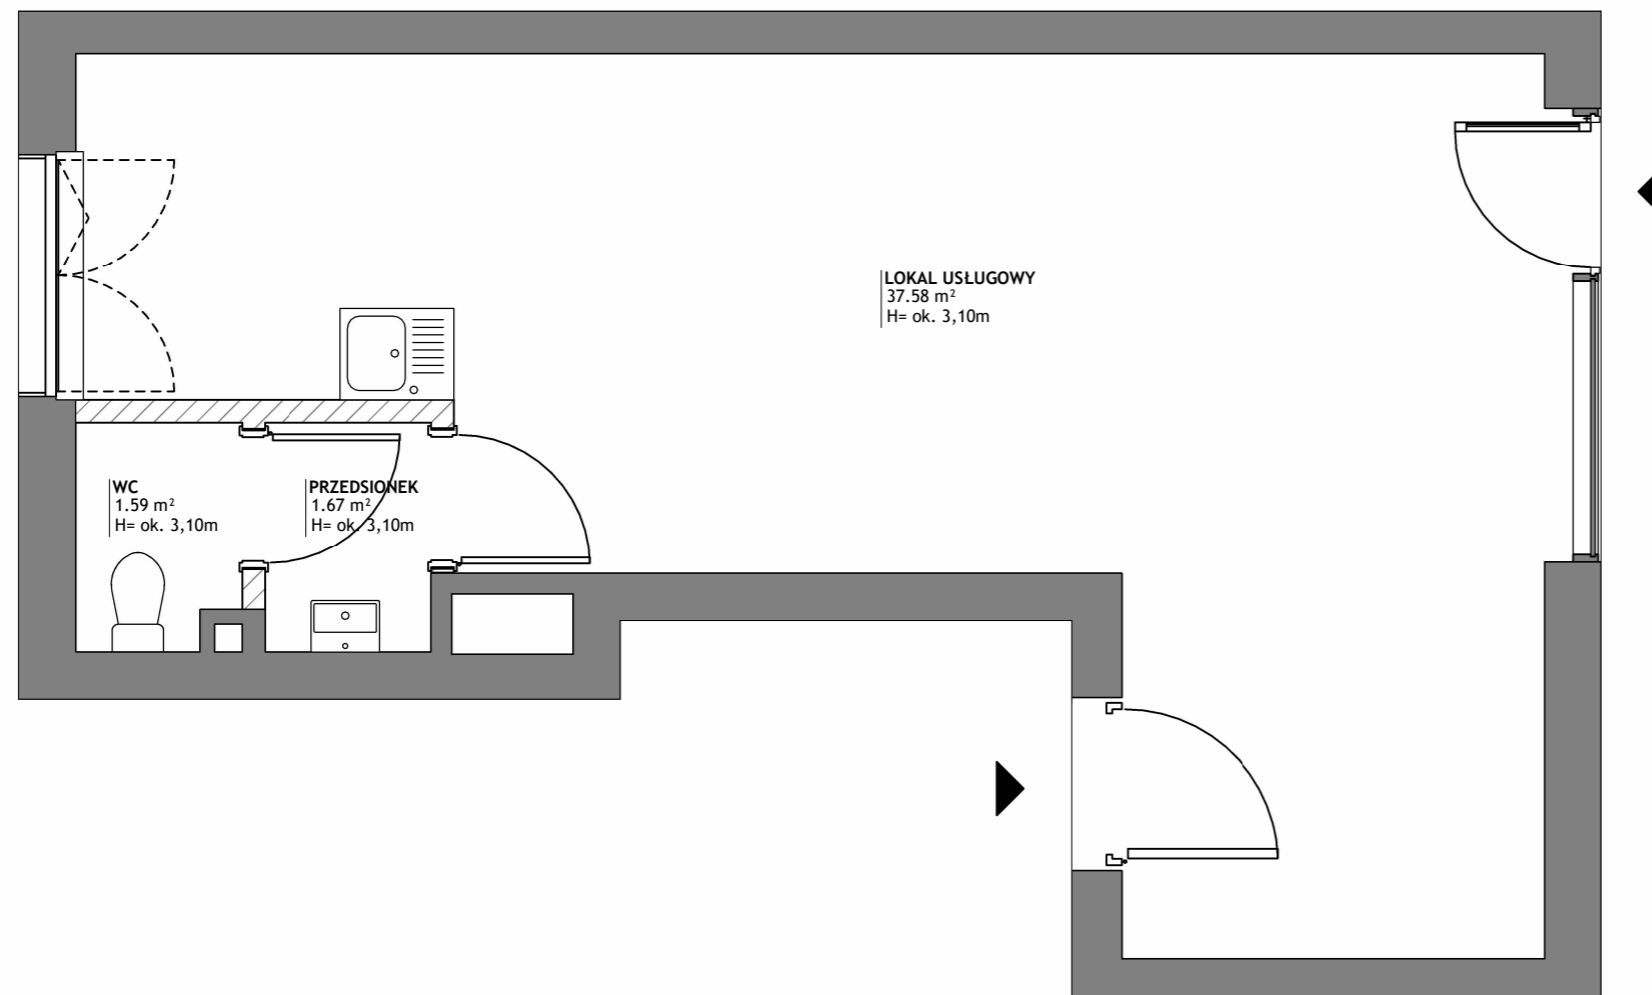 LOKAL USŁUGOWY
37.58 m²
H= ok. 3,10m
WC
1.59 m²
H= ok. 3,10m
PRZEDSIONEK
1.67 m²
H= ok. 3,10m